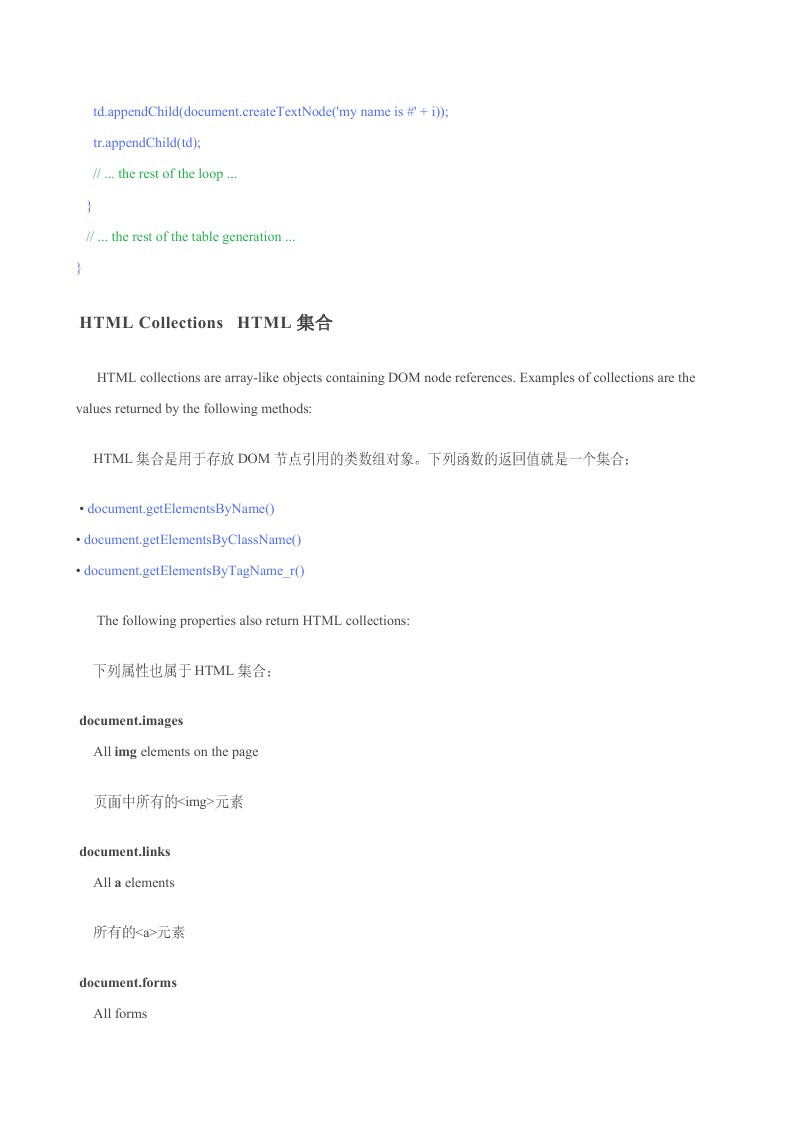 td.appendChild(document.createTextNode('my name is #' + i));
tr.appendChild(td);
// ... the rest of the loop ...
}
// ... the rest of the table generation ...
}
HTML Collections   HTML 集合
HTML collections are array-like objects containing DOM node references. Examples of collections are the
values returned by the following methods:
HTML 集合是用于存放 DOM 节点引用的类数组对象。下列函数的返回值就是一个集合：
• document.getElementsByName()
• document.getElementsByClassName()
• document.getElementsByTagName_r()
The following properties also return HTML collections:
下列属性也属于 HTML 集合：
document.images
All img elements on the page
页面中所有的<img>元素
document.links
All a elements
所有的<a>元素
document.forms
All forms